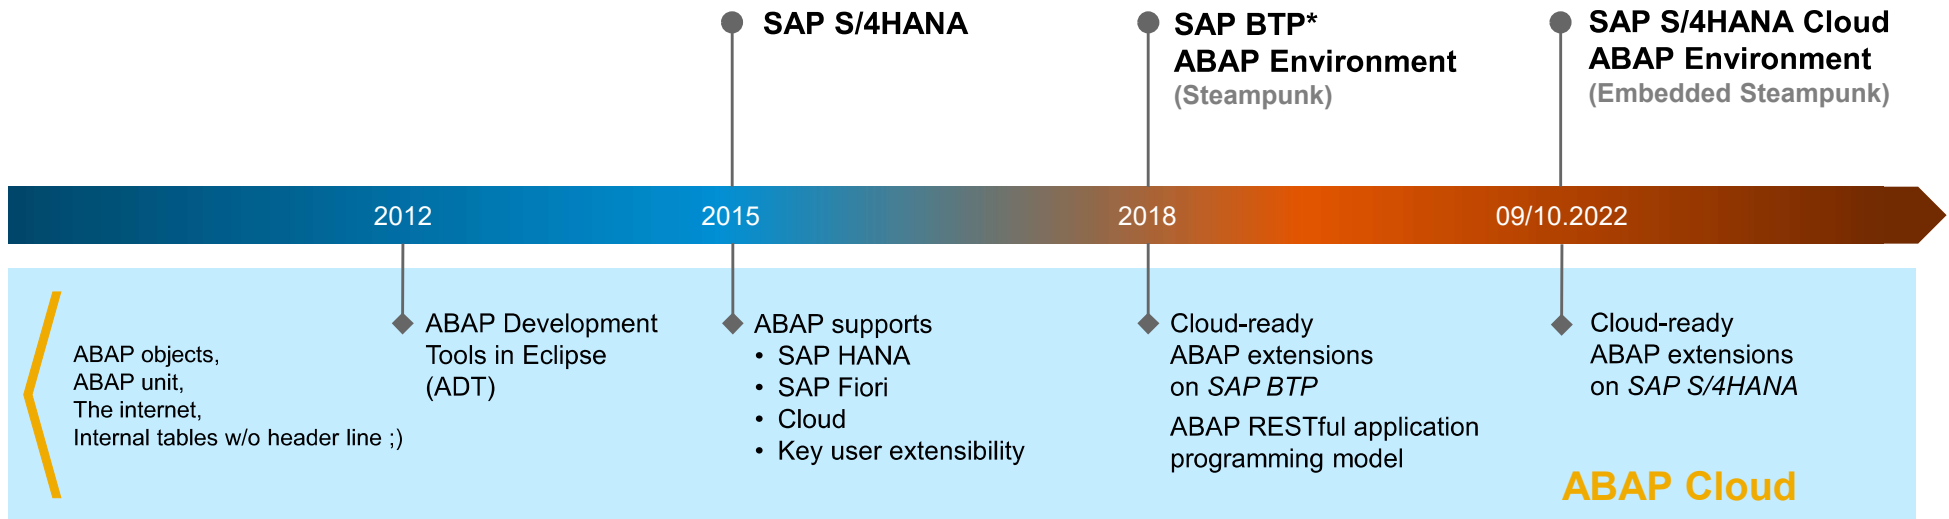 SAP S/4HANA
SAP BTP*
ABAP Environment
(Steampunk)
SAP S/4HANA Cloud
ABAP Environment
(Embedded Steampunk)
2012
2015
2018
09/10.2022
ABAP objects,
ABAP unit,
The internet,
Internal tables w/o header line ;)
ABAP Development
Tools in Eclipse
(ADT)
ABAP supports
• SAP HANA
• SAP Fiori
• Cloud
• Key user extensibility
Cloud-ready
ABAP extensions
on SAP BTP
ABAP RESTful application
programming model
Cloud-ready
ABAP extensions
on SAP S/4HANA
ABAP Cloud